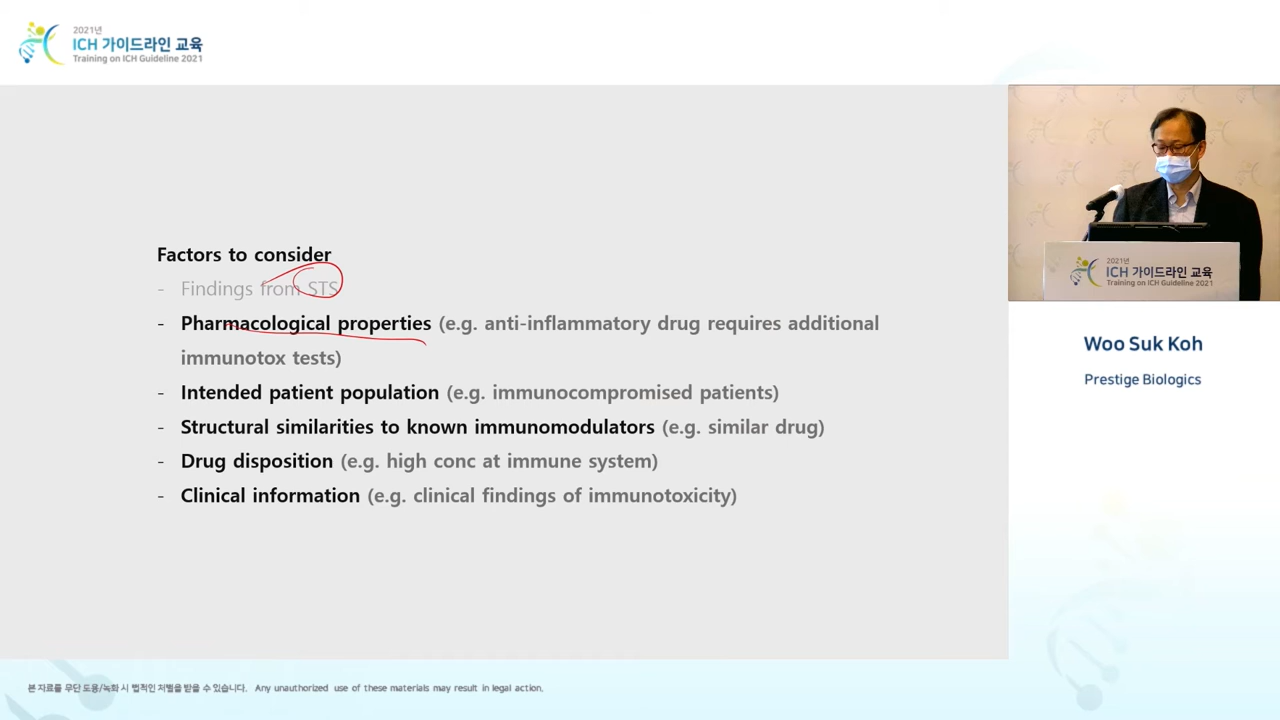 2021년
ICH 가이드라인 교육
Training on ICH Guideline 2021
Factors to consider
- Findings from STS
- Pharmacological properties (e.g. anti-inflammatory drug requires additional
immunotox tests)
- Intended patient population (e.g. immunocompromised patients)
- Structural similarities to known immunomodulators (e.g. similar drug)
- Drug disposition (e.g. high conc at immune system)
- Clinical information (e.g. clinical findings of immunotoxicity)
2021년
ICH 가이드라인 교육
Training on ICH Guideline 2021
Woo Suk Koh
Prestige Biologics
본 자료를 무단 도용/녹화 시 법적인 처벌을 받을 수 있습니다. Any unauthorized use of these materials may result in legal action.